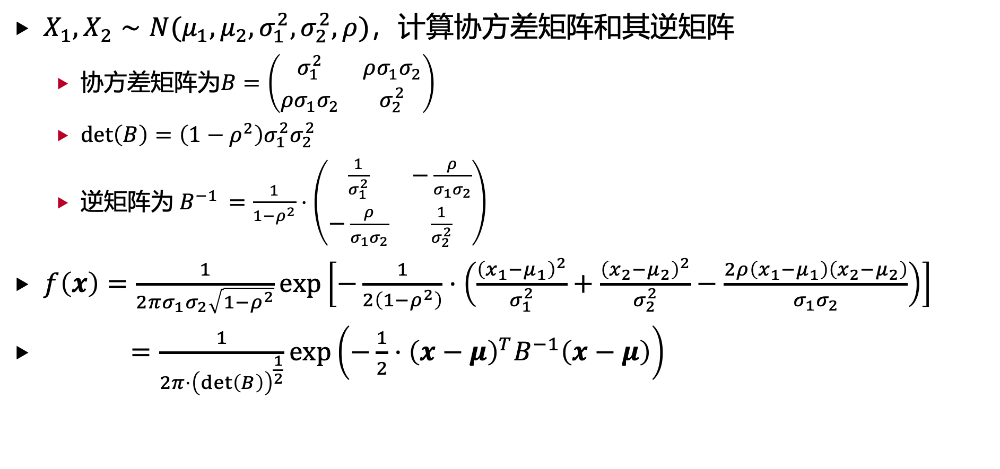 ▶ $X_1, X_2 \sim N(\mu_1, \mu_2, \sigma_1^2, \sigma_2^2, \rho)$，计算协方差矩阵和其逆矩阵
▶ 协方差矩阵为$B = \begin{pmatrix} \sigma_1^2 & \rho\sigma_1\sigma_2 \\ \rho\sigma_1\sigma_2 & \sigma_2^2 \end{pmatrix}$
▶ $\det(B) = (1 - \rho^2)\sigma_1^2\sigma_2^2$
▶ 逆矩阵为 $B^{-1} = \frac{1}{1-\rho^2} \cdot \begin{pmatrix} \frac{1}{\sigma_1^2} & -\frac{\rho}{\sigma_1\sigma_2} \\ -\frac{\rho}{\sigma_1\sigma_2} & \frac{1}{\sigma_2^2} \end{pmatrix}$
▶ $f(\boldsymbol{x}) = \frac{1}{2\pi\sigma_1\sigma_2\sqrt{1-\rho^2}} \exp\left[-\frac{1}{2(1-\rho^2)} \cdot \left(\frac{(x_1-\mu_1)^2}{\sigma_1^2} + \frac{(x_2-\mu_2)^2}{\sigma_2^2} - \frac{2\rho(x_1-\mu_1)(x_2-\mu_2)}{\sigma_1\sigma_2}\right)\right]$
▶ $= \frac{1}{2\pi\cdot(\det(B))^{\frac{1}{2}}} \exp\left(-\frac{1}{2} \cdot (\boldsymbol{x} - \boldsymbol{\mu})^T B^{-1} (\boldsymbol{x} - \boldsymbol{\mu})\right)$